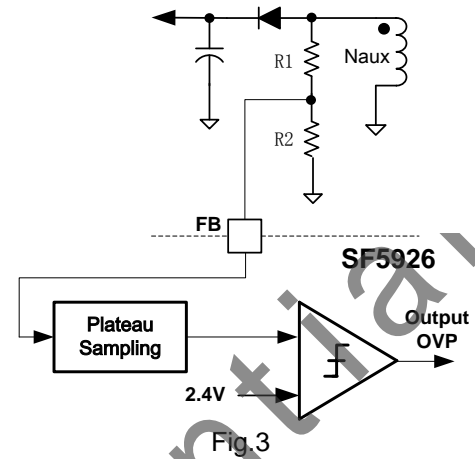 R1
Naux
R2
FB
SF5926
Plateau
Sampling
Output
OVP
2.4V
Fig.3